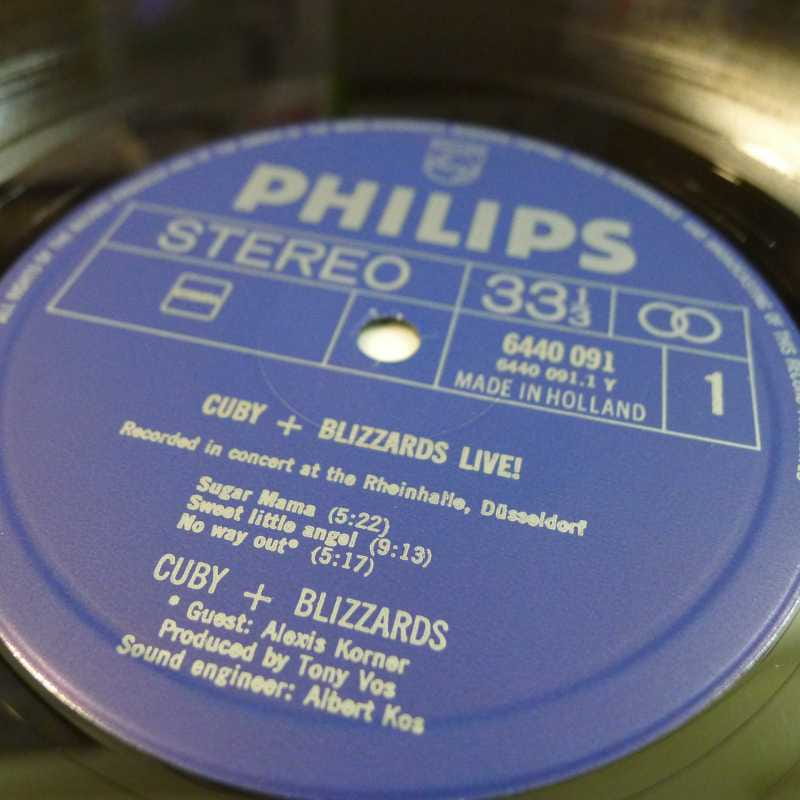 PHILIPS
STEREO
33 1/3
6440 091
6440 091.1 Y
MADE IN HOLLAND
1
CUBY + BLIZZARDS LIVE!
Recorded in concert at the Rheinhalle, Düsseldorf
Sugar Mama (5:22)
Sweet little angel (9:13)
No way out* (5:17)
CUBY + BLIZZARDS
* Guest: Alexis Korner
Produced by Tony Vos
Sound engineer: Albert Kos